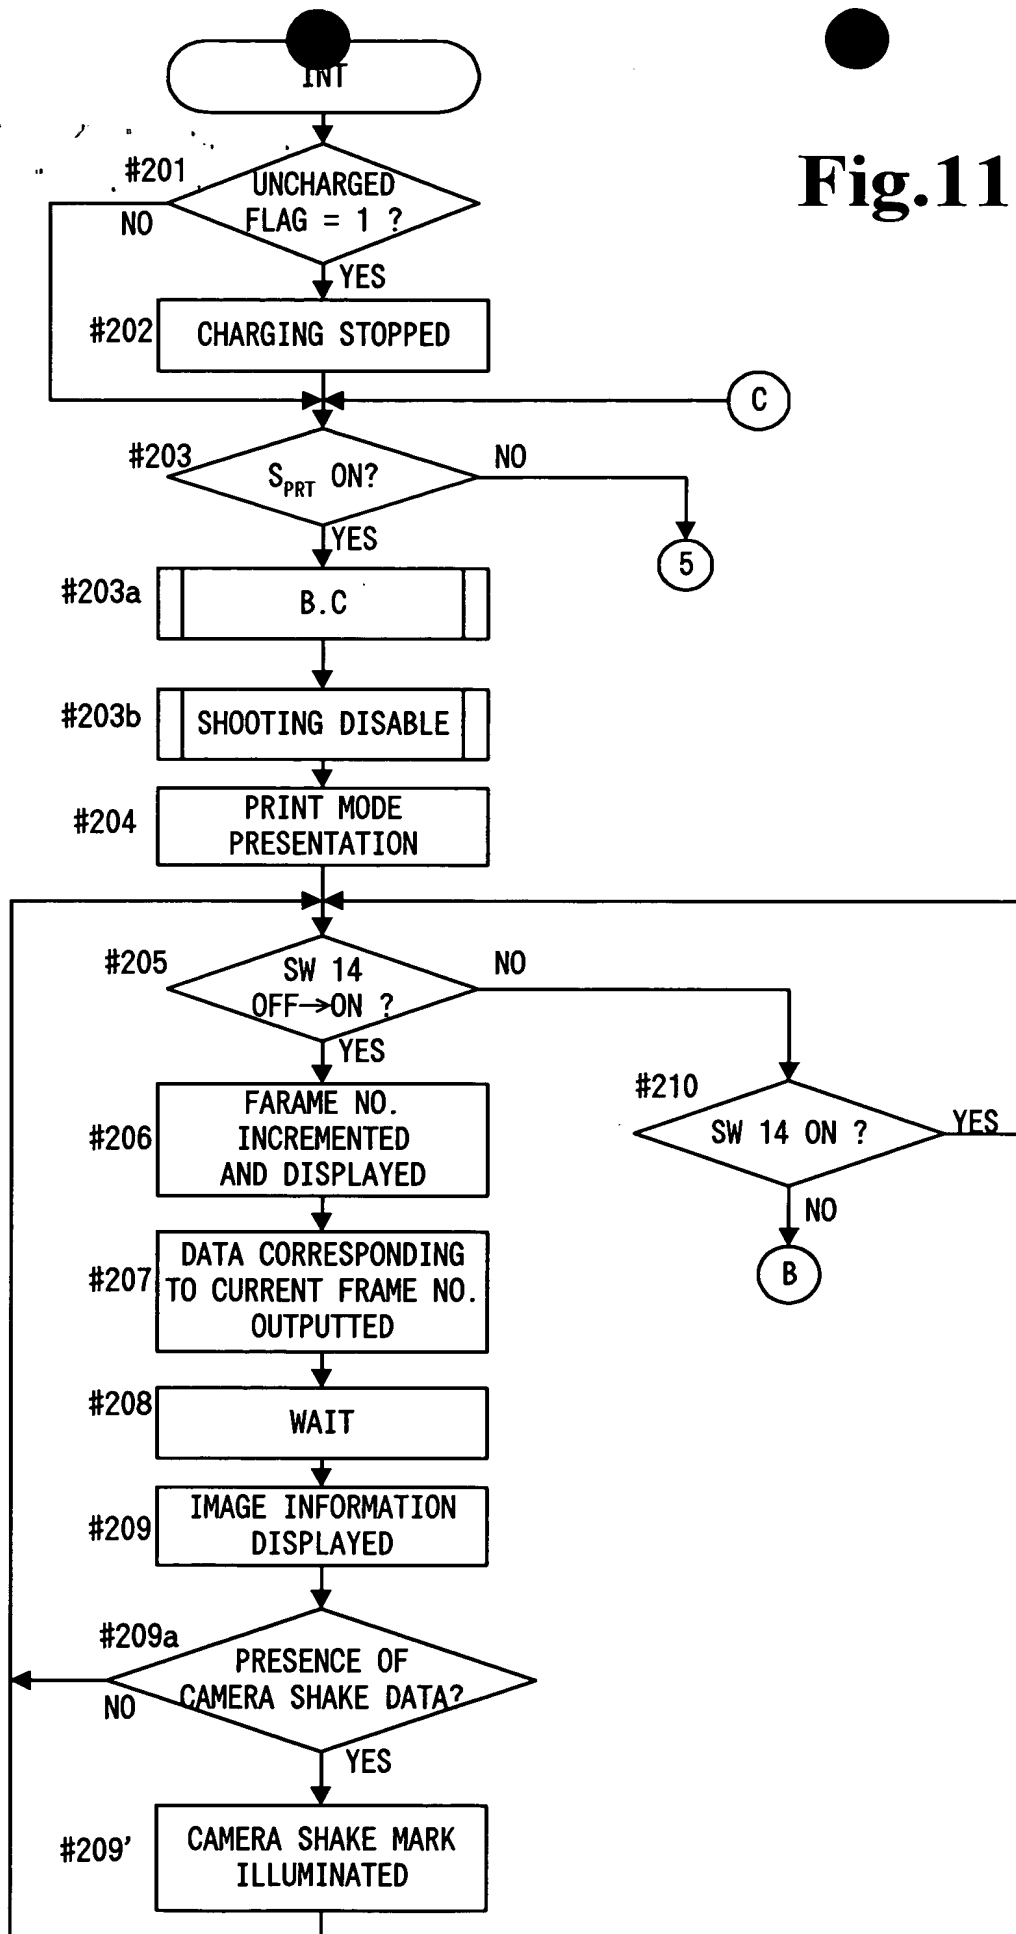 INT
Fig.11
#201
UNCHARGED
FLAG = 1 ?
NO
YES
#202
CHARGING STOPPED
C
#203
S_PRT ON?
NO
YES
5
#203a
B.C
#203b
SHOOTING DISABLE
#204
PRINT MODE
PRESENTATION
#205
SW 14
OFF→ON ?
NO
YES
#206
FARAME NO.
INCREMENTED
AND DISPLAYED
#210
SW 14 ON ?
YES
NO
B
#207
DATA CORRESPONDING
TO CURRENT FRAME NO.
OUTPUTTED
#208
WAIT
#209
IMAGE INFORMATION
DISPLAYED
#209a
PRESENCE OF
CAMERA SHAKE DATA?
NO
YES
#209'
CAMERA SHAKE MARK
ILLUMINATED